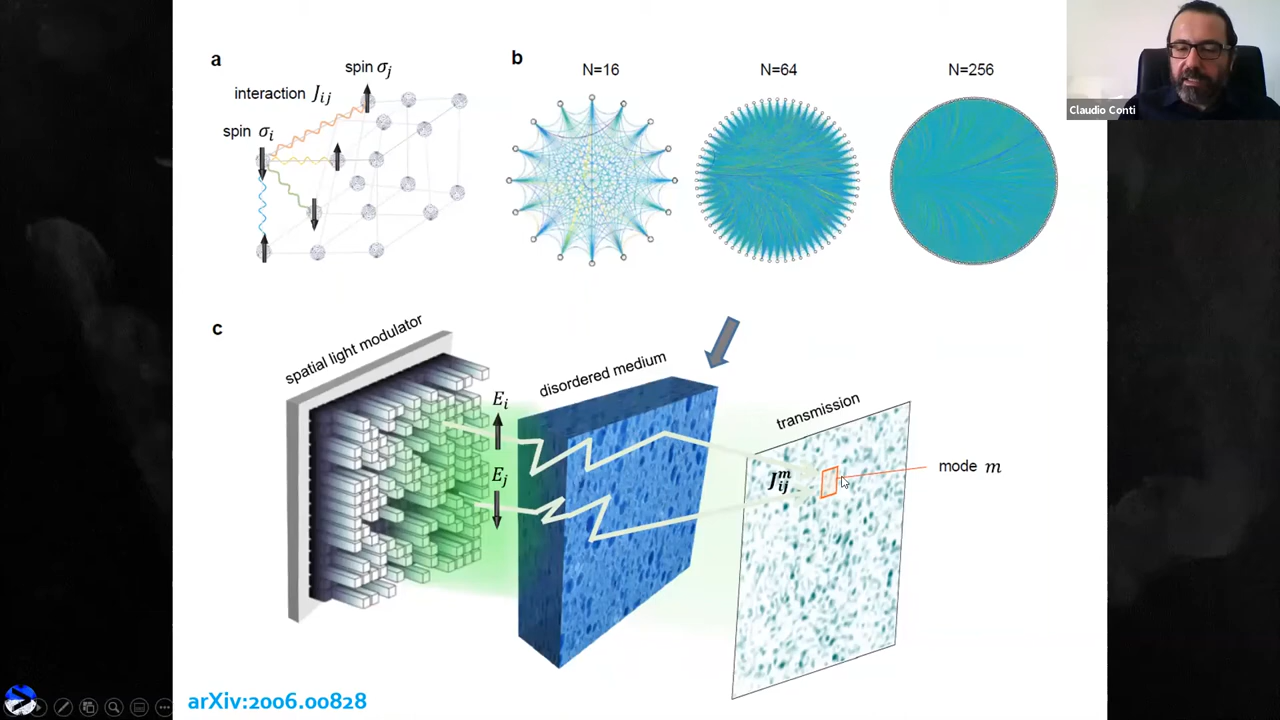 a
spin σj
interaction Jij
spin σi
b
N=16
N=64
N=256
Claudio Conti
c
spatial light modulator
Ei
Ej
disordered medium
transmission
J^m_ij
mode m
arXiv:2006.00828